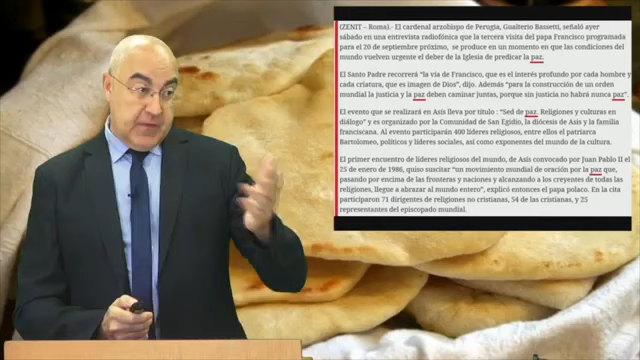 (ZENIT – Roma).- El cardenal arzobispo de Perugia, Gualterio Bassetti, señaló ayer
sábado en una entrevista radiofónica que la tercera visita del papa Francisco programada
para el 20 de septiembre próximo, se produce en un momento en que las condiciones del
mundo vuelven urgente el deber de la Iglesia de predicar la paz.
El Santo Padre recorrerá “la vía de Francisco, que es el interés profundo por cada hombre y
cada criatura, que es imagen de Dios”, dijo. Además “para la construcción de un orden
mundial la justicia y la paz deben caminar juntas, porque sin justicia no habrá nunca paz”.
El evento que se realizará en Asís lleva por título : “Sed de paz. Religiones y culturas en
diálogo” y es organizado por la Comunidad de San Egidio, la diócesis de Asís y la familia
franciscana. Al evento participarán 400 líderes religiosos, entre ellos el patriarca
Bartolomeo, políticos y líderes sociales, así como exponentes del mundo de la cultura.
El primer encuentro de líderes religiosos del mundo, de Asís convocado por Juan Pablo II el
25 de enero de 1986, quiso suscitar “un movimiento mundial de oración por la paz que,
pasando por encima de las fronteras y naciones y alcanzando a los creyentes de todas las
religiones, llegue a abrazar al mundo entero”, explicó entonces el papa polaco. En la cita
participaron 71 dirigentes de religiones no cristianas, 54 de las cristianas, y 25
representantes del episcopado mundial.